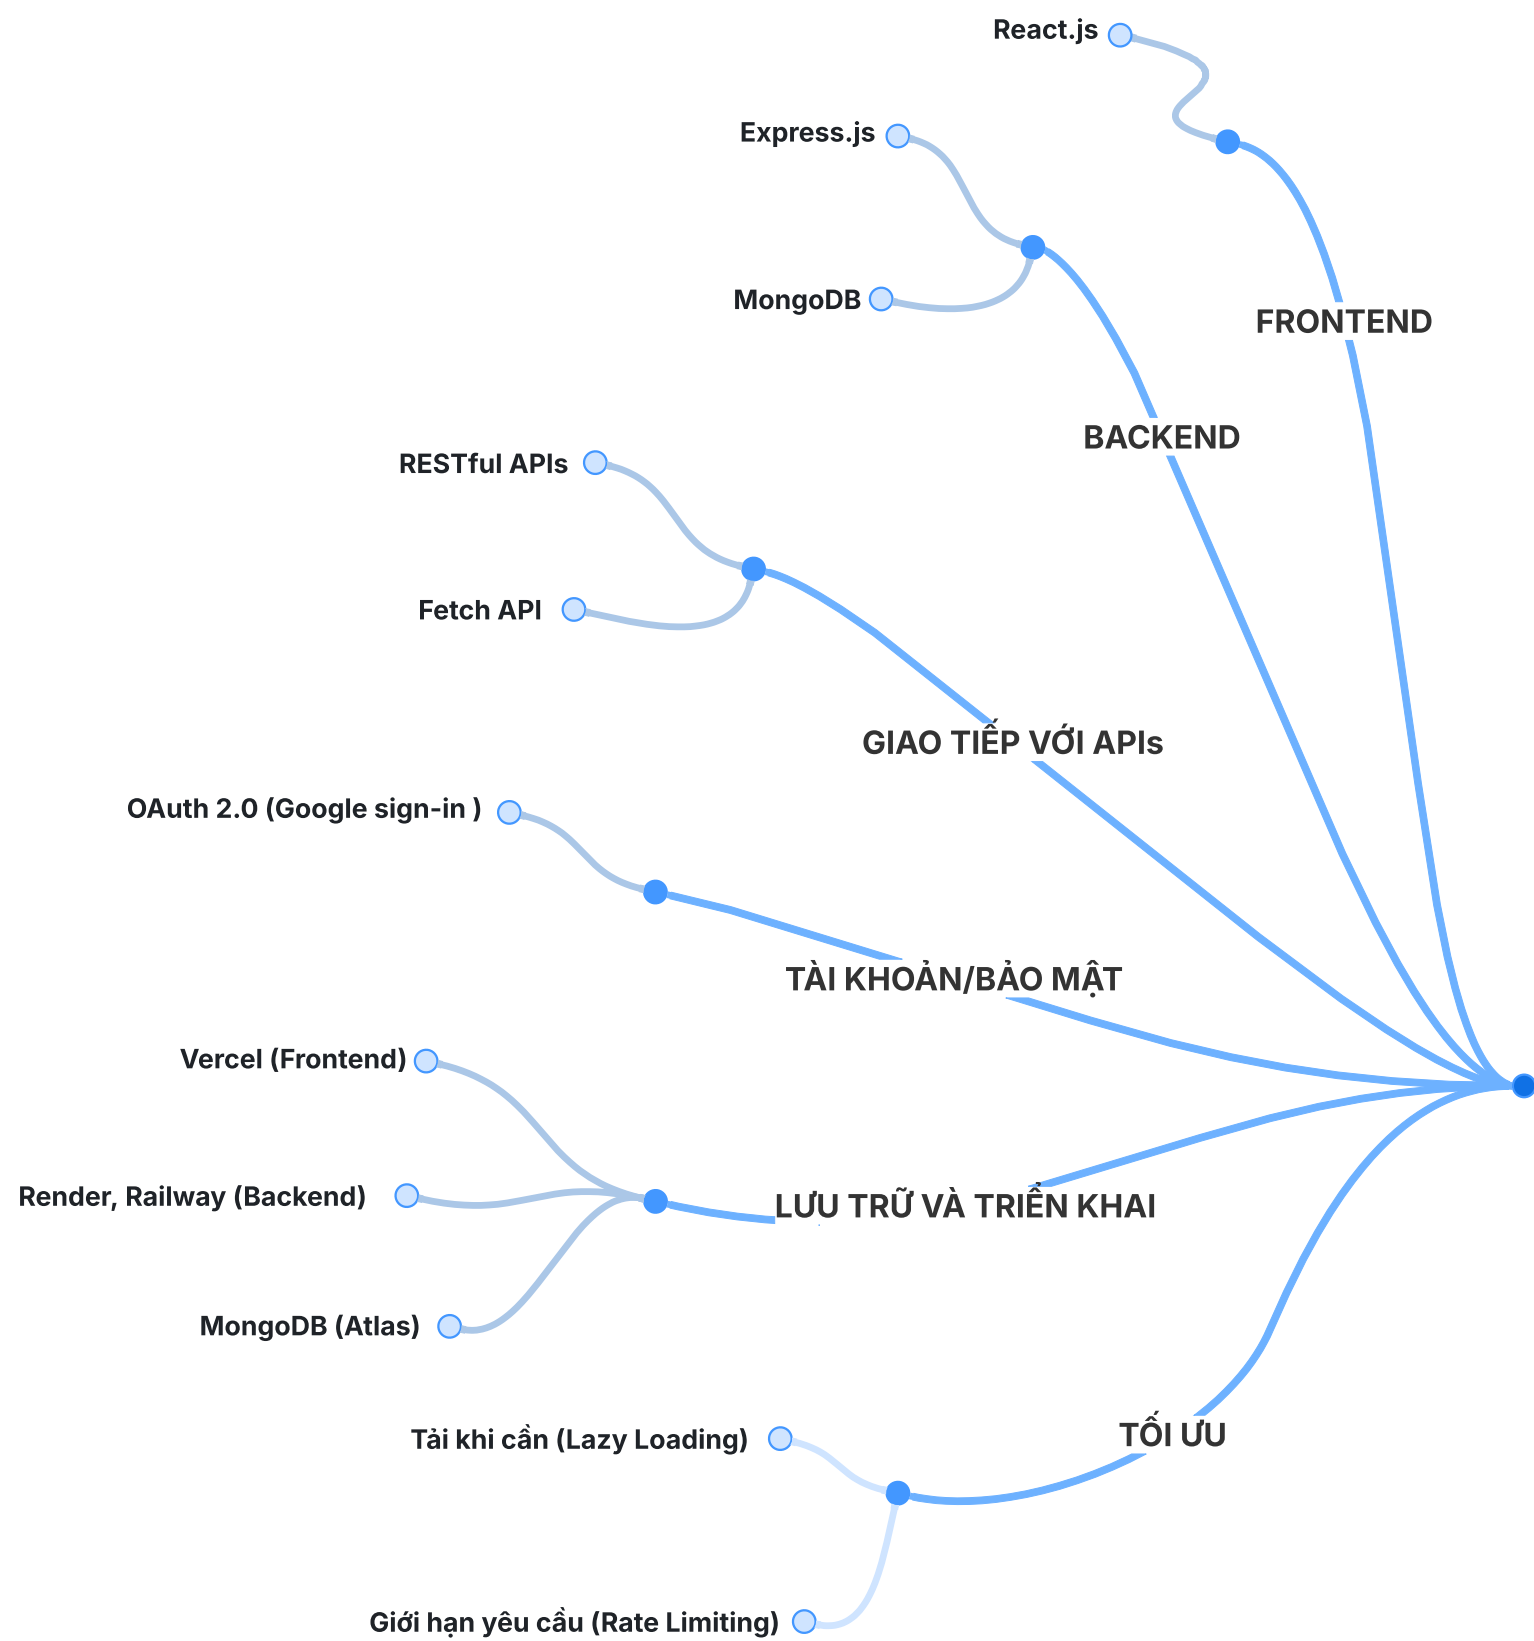 React.js
Express.js
MongoDB
FRONTEND
BACKEND
RESTful APIs
Fetch API
GIAO TIẾP VỚI APIs
OAuth 2.0 (Google sign-in )
TÀI KHOẢN/BẢO MẬT
Vercel (Frontend)
Render, Railway (Backend)
LƯU TRỮ VÀ TRIỂN KHAI
MongoDB (Atlas)
Tải khi cần (Lazy Loading)
TỐI ƯU
Giới hạn yêu cầu (Rate Limiting)